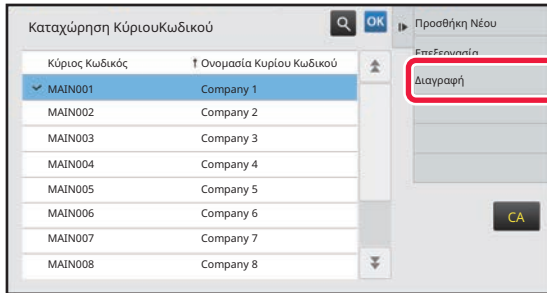 Καταχώρηση ΚύριουΚωδικού
OK
Προσθήκη Νέου
Επεξεργασία
Διαγραφή
Κύριος Κωδικός † Ονομασία Κυρίου Κωδικού
MAIN001 Company 1
MAIN002 Company 2
MAIN003 Company 3
MAIN004 Company 4
MAIN005 Company 5
MAIN006 Company 6
MAIN007 Company 7
MAIN008 Company 8
CA